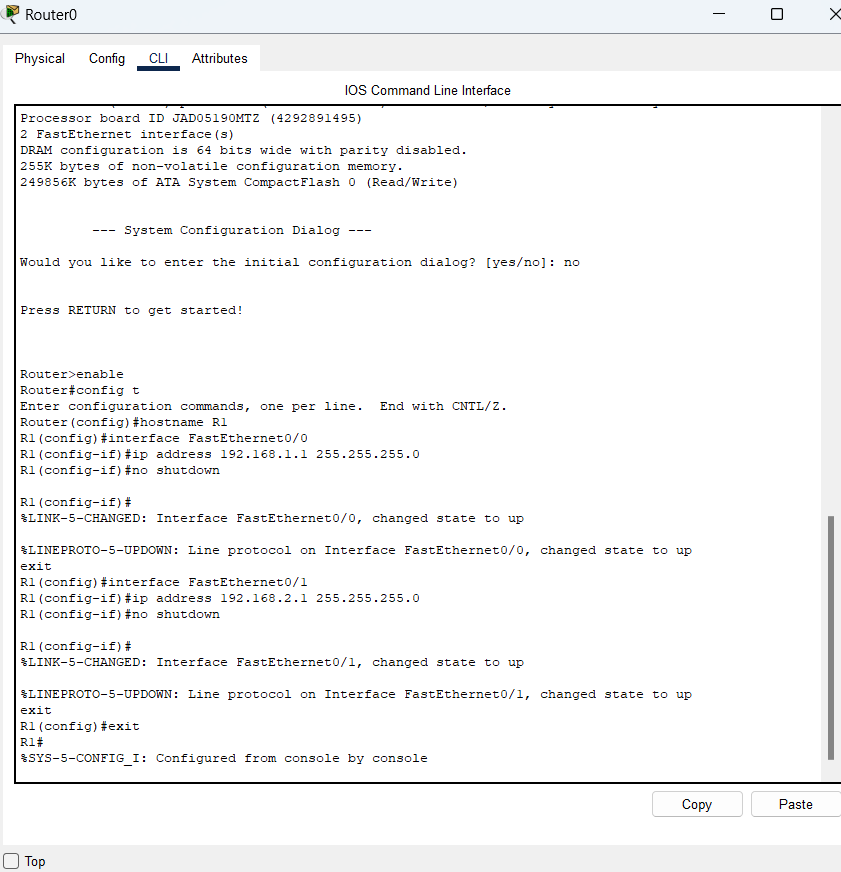 Router0
Physical Config CLI Attributes
IOS Command Line Interface
Processor board ID JAD05190MTZ (4292891495)
2 FastEthernet interface(s)
DRAM configuration is 64 bits wide with parity disabled.
255K bytes of non-volatile configuration memory.
249856K bytes of ATA System CompactFlash 0 (Read/Write)
--- System Configuration Dialog ---
Would you like to enter the initial configuration dialog? [yes/no]: no
Press RETURN to get started!
Router>enable
Router#config t
Enter configuration commands, one per line.  End with CNTL/Z.
Router(config)#hostname R1
R1(config)#interface FastEthernet0/0
R1(config-if)#ip address 192.168.1.1 255.255.255.0
R1(config-if)#no shutdown
R1(config-if)#
%LINK-5-CHANGED: Interface FastEthernet0/0, changed state to up
%LINEPROTO-5-UPDOWN: Line protocol on Interface FastEthernet0/0, changed state to up
exit
R1(config)#interface FastEthernet0/1
R1(config-if)#ip address 192.168.2.1 255.255.255.0
R1(config-if)#no shutdown
R1(config-if)#
%LINK-5-CHANGED: Interface FastEthernet0/1, changed state to up
%LINEPROTO-5-UPDOWN: Line protocol on Interface FastEthernet0/1, changed state to up
exit
R1(config)#exit
R1#
%SYS-5-CONFIG_I: Configured from console by console
Copy Paste
Top